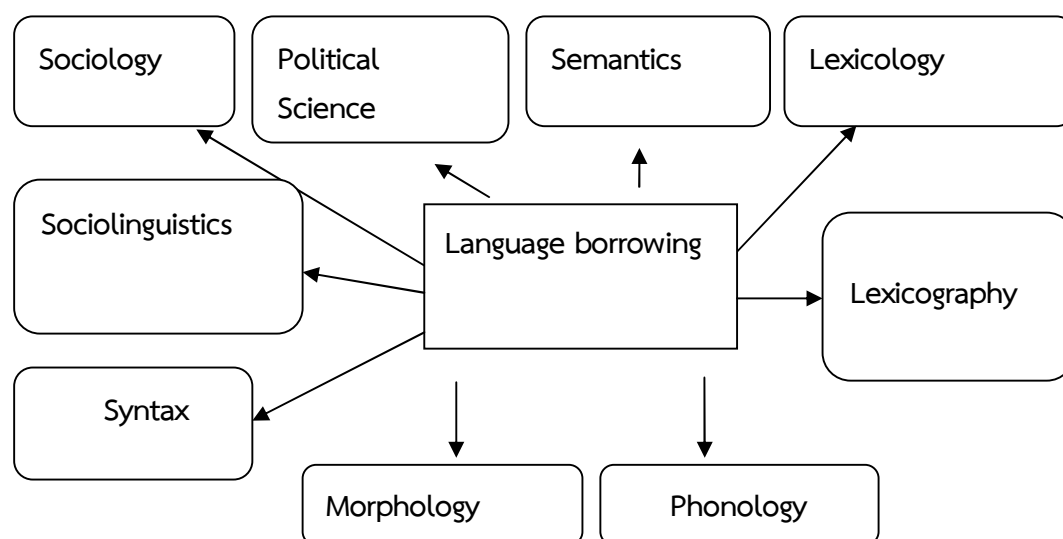 Sociology
Political
Science
Semantics
Lexicology
Sociolinguistics
Language borrowing
Lexicography
Syntax
Morphology
Phonology